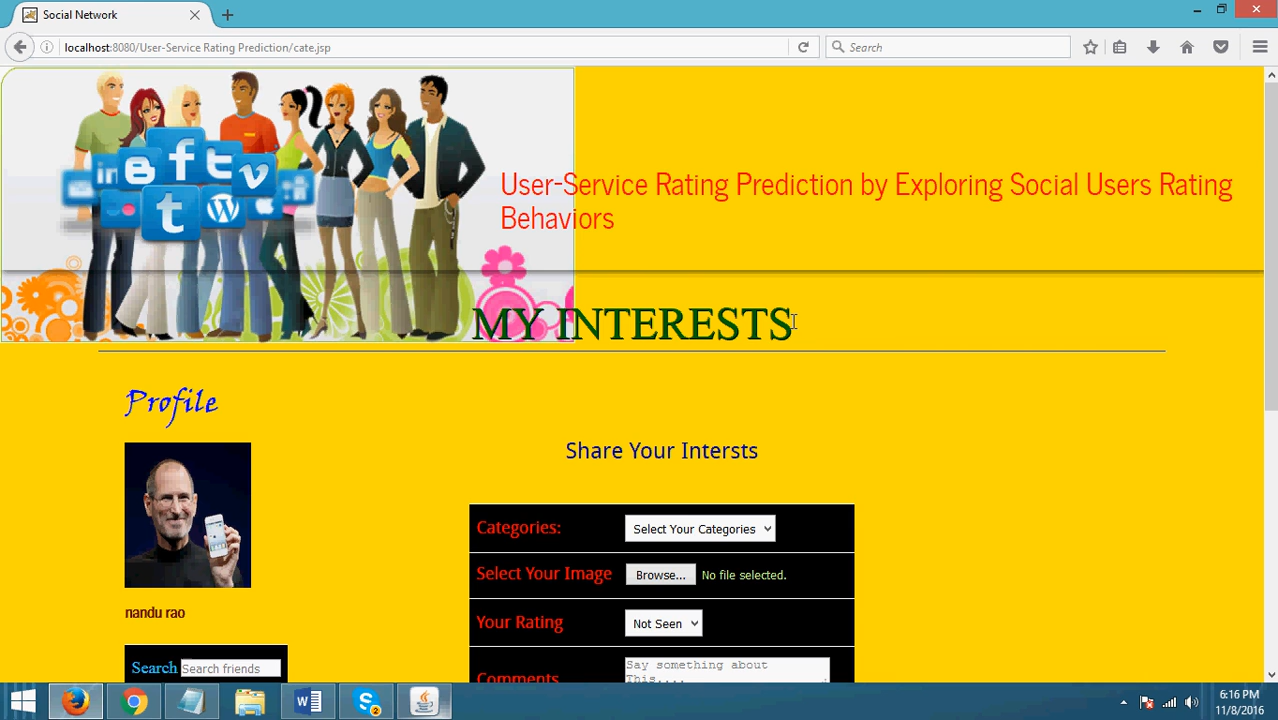 Social Network
localhost:8080/User-Service Rating Prediction/cate.jsp
Search
in f t v
t W
User-Service Rating Prediction by Exploring Social Users Rating
Behaviors
MY INTERESTS
Profile
Share Your Intersts
Categories: Select Your Categories
Select Your Image Browse... No file selected.
Your Rating Not Seen
nandu rao
Search Search friends
Comments Say something about
This....:
2
6:16 PM
11/8/2016